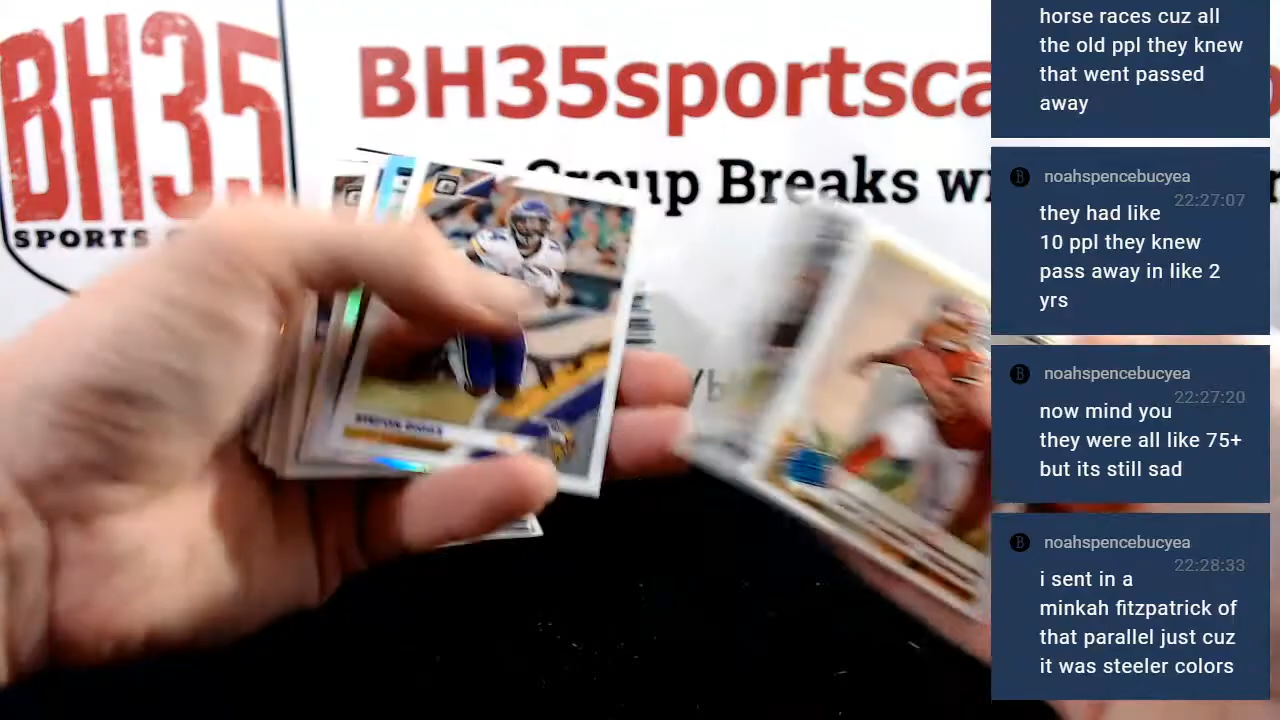 BH35
SPORTS
BH35sportsca
Group Breaks wi
horse races cuz all
the old ppl they knew
that went passed
away
noahspencebucyea
22:27:07
they had like
10 ppl they knew
pass away in like 2
yrs
noahspencebucyea
22:27:20
now mind you
they were all like 75+
but its still sad
noahspencebucyea
22:28:33
i sent in a
minkah fitzpatrick of
that parallel just cuz
it was steeler colors